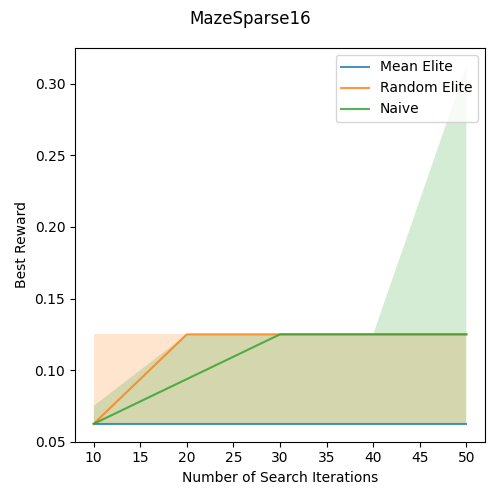 MazeSparse16
Mean Elite
Random Elite
Naive
0.30
0.25
0.20
0.15
0.10
0.05
Best Reward
10 15 20 25 30 35 40 45 50
Number of Search Iterations